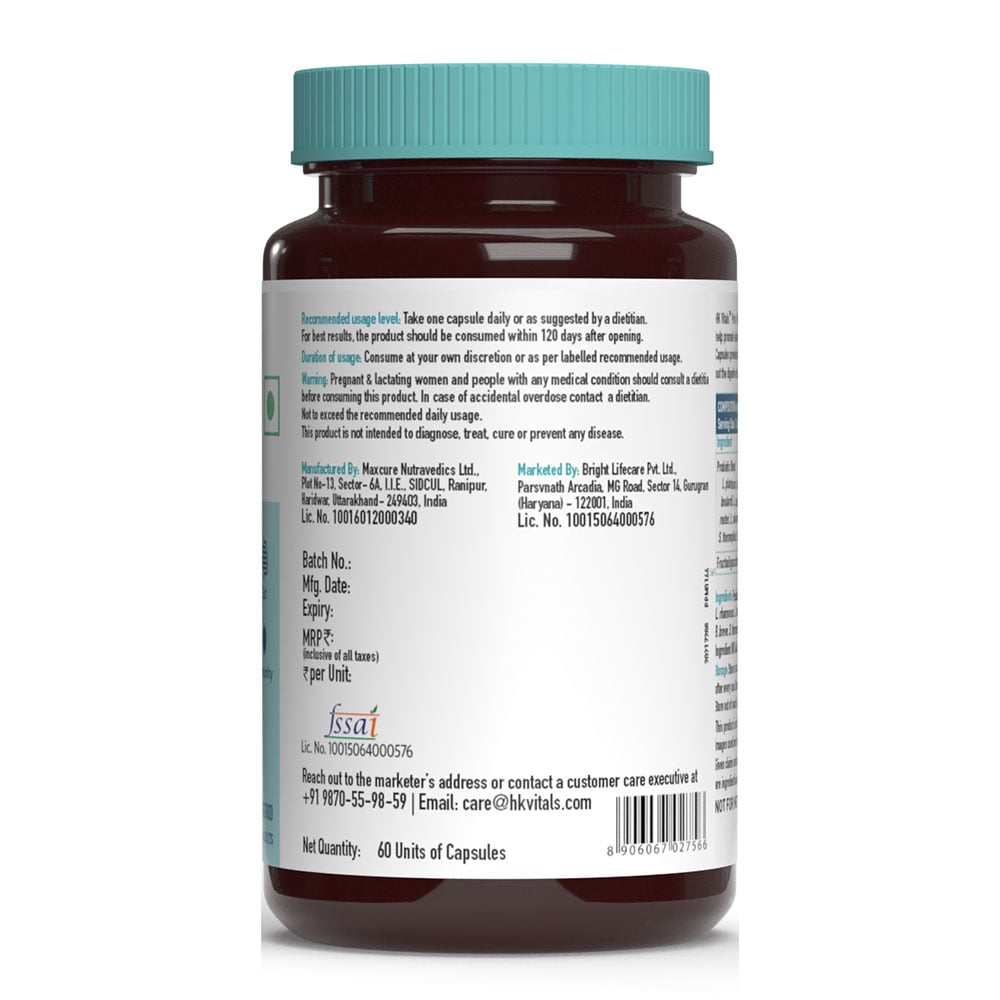 Recommended usage level: Take one capsule daily or as suggested by a dietitian.
For best results, the product should be consumed within 120 days after opening.
Duration of usage: Consume at your own discretion or as per labelled recommended usage.
Warning: Pregnant & lactating women and people with any medical condition should consult a
before consuming this product. In case of accidental overdose contact a dietitian.
Not to exceed the recommended daily usage.
This product is not intended to diagnose, treat, cure or prevent any disease.
Manufactured By: Maxcure Nutravedics Ltd.,
Plot No-13, Sector- 6A, I.I.E., SIDCUL, Ranipur,
Haridwar, Uttarakhand- 249403, India
Lic. No. 10016012000340
Marketed By: Bright Lifecare Pvt. Ltd.,
Parsvnath Arcadia, MG Road, Sector 14, Gurugram
(Haryana) - 122001, India
Lic. No. 10015064000576
Batch No.:
Mfg. Date:
Expiry:
MRP₹:
(inclusive of all taxes)
₹ per Unit:
fssai
Lic. No. 10015064000576
Reach out to the marketer's address or contact a customer care executive at
+91 9870-55-98-59 | Email: care@hkvitals.com
Net Quantity: 60 Units of Capsules
8 906067 027566
HK Vitals
Serving
Ingredient
NOT FOR